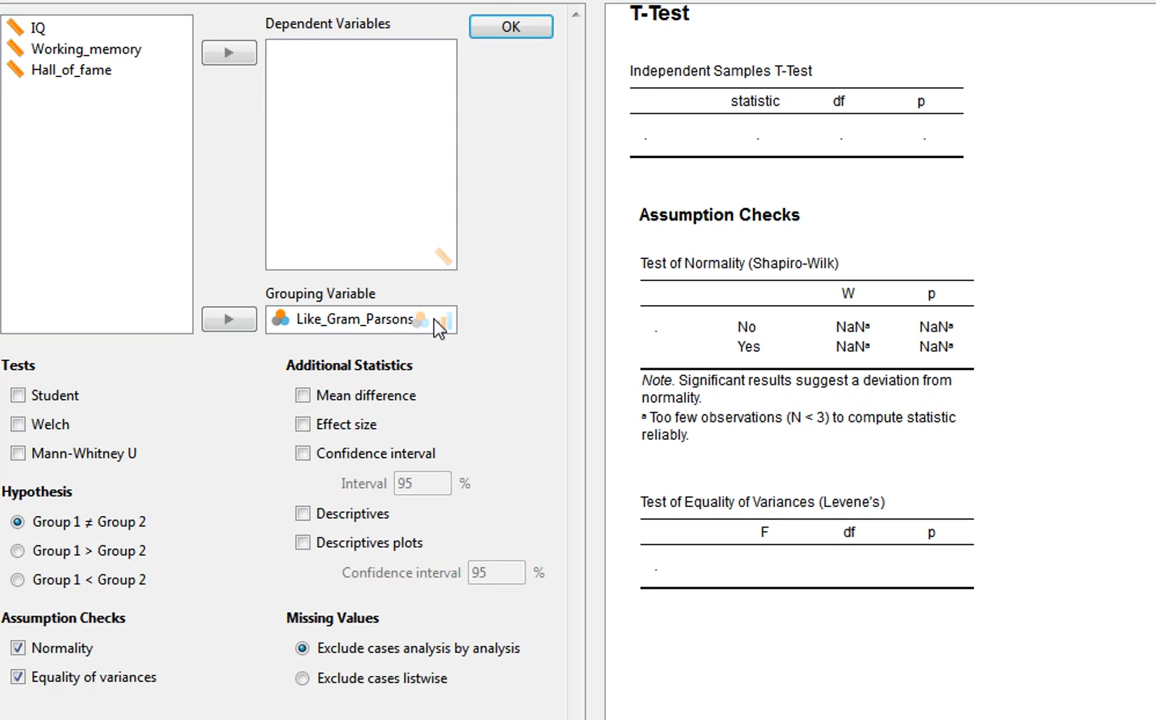 IQ
Working_memory
Hall_of_fame
Dependent Variables
OK
Grouping Variable
Like_Gram_Parsons
Tests
Student
Welch
Mann-Whitney U
Hypothesis
Group 1 ≠ Group 2
Group 1 > Group 2
Group 1 < Group 2
Assumption Checks
Normality
Equality of variances
Additional Statistics
Mean difference
Effect size
Confidence interval
Interval 95 %
Descriptives
Descriptives plots
Confidence interval 95 %
Missing Values
Exclude cases analysis by analysis
Exclude cases listwise
T-Test
Independent Samples T-Test
statistic df p
. . . .
Assumption Checks
Test of Normality (Shapiro-Wilk)
W p
. No NaNᵃ NaNᵃ
Yes NaNᵃ NaNᵃ
Note. Significant results suggest a deviation from
normality.
ᵃ Too few observations (N < 3) to compute statistic
reliably.
Test of Equality of Variances (Levene's)
F df p
.